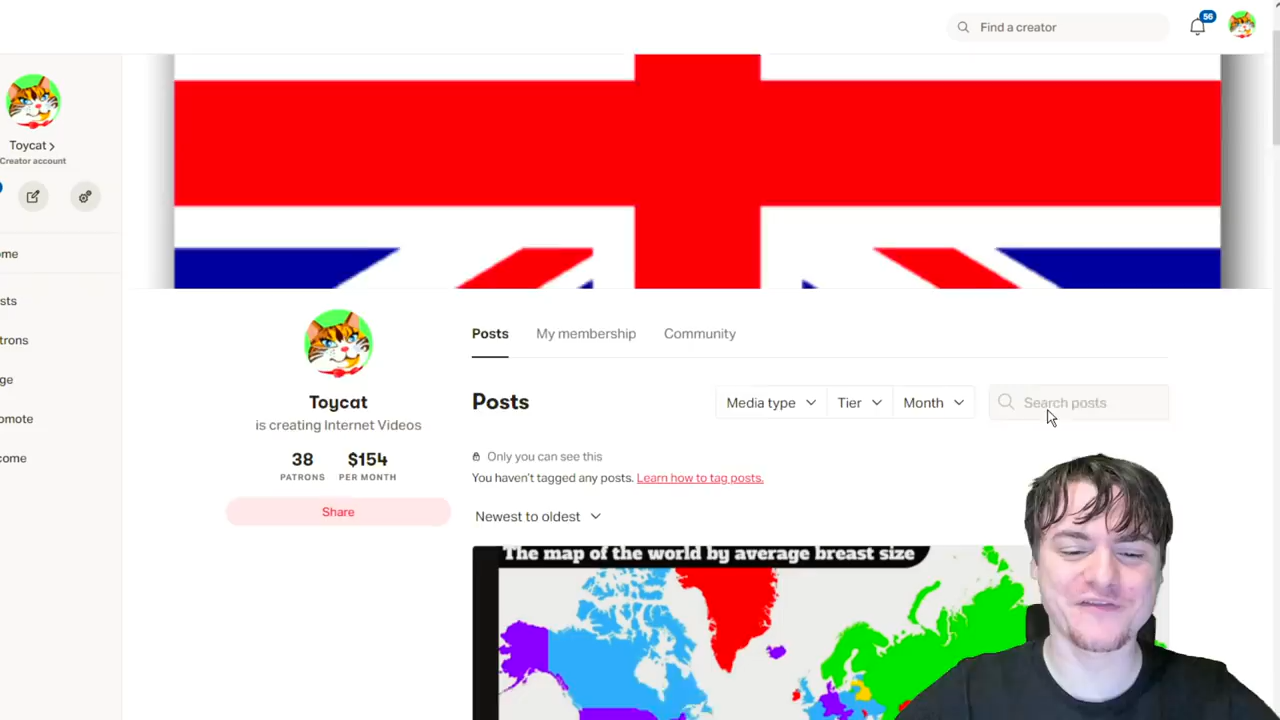 Find a creator
56
Toycat
Creator account
ome
sts
trons
ge
omote
come
Posts My membership Community
Toycat
is creating Internet Videos
38 $154
PATRONS PER MONTH
Share
Posts Media type Tier Month Search posts
Only you can see this
You haven't tagged any posts. Learn how to tag posts.
Newest to oldest
The map of the world by average breast size